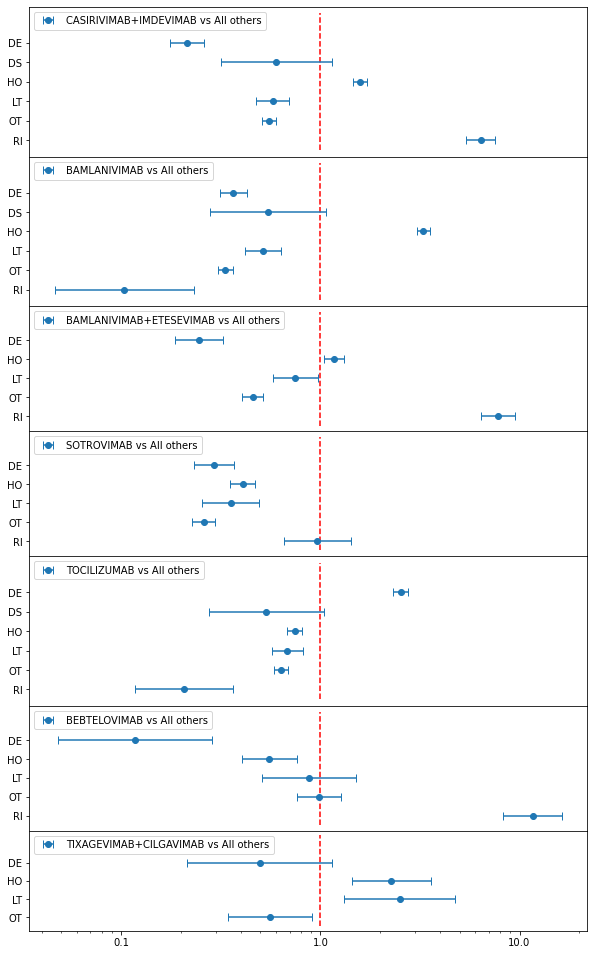 CASIRIVIMAB+IMDEVIMAB vs All others
DE
DS
HO
LT
OT
RI
BAMLANIVIMAB vs All others
DE
DS
HO
LT
OT
RI
BAMLANIVIMAB+ETESEVIMAB vs All others
DE
HO
LT
OT
RI
SOTROVIMAB vs All others
DE
HO
LT
OT
RI
TOCILIZUMAB vs All others
DE
DS
HO
LT
OT
RI
BEBTELOVIMAB vs All others
DE
HO
LT
OT
RI
TIXAGEVIMAB+CILGAVIMAB vs All others
DE
HO
LT
OT
0.1 1.0 10.0